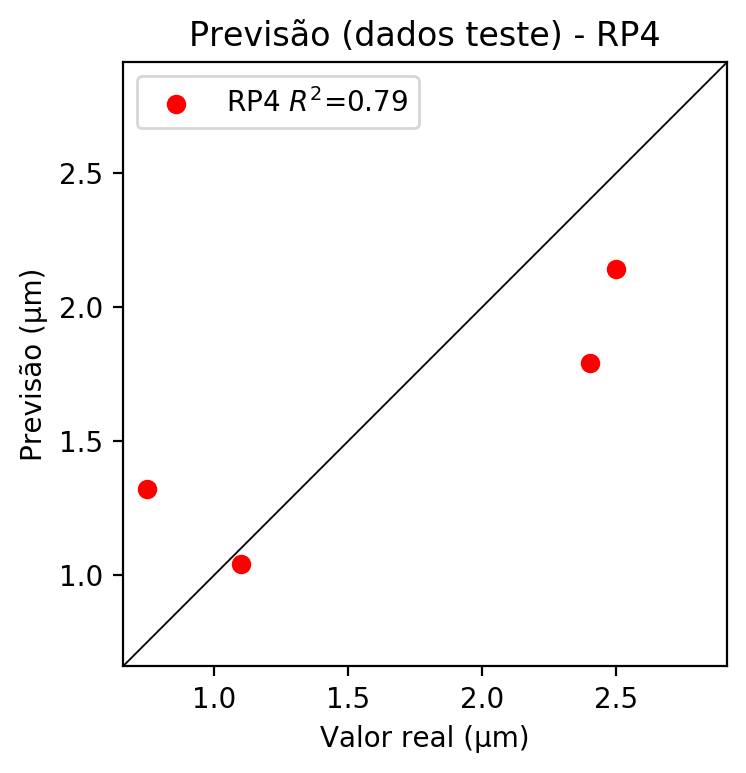 Previsão (dados teste) - RP4
RP4 R²=0.79
2.5
2.0
1.5
1.0
Previsão (µm)
1.0 1.5 2.0 2.5
Valor real (µm)